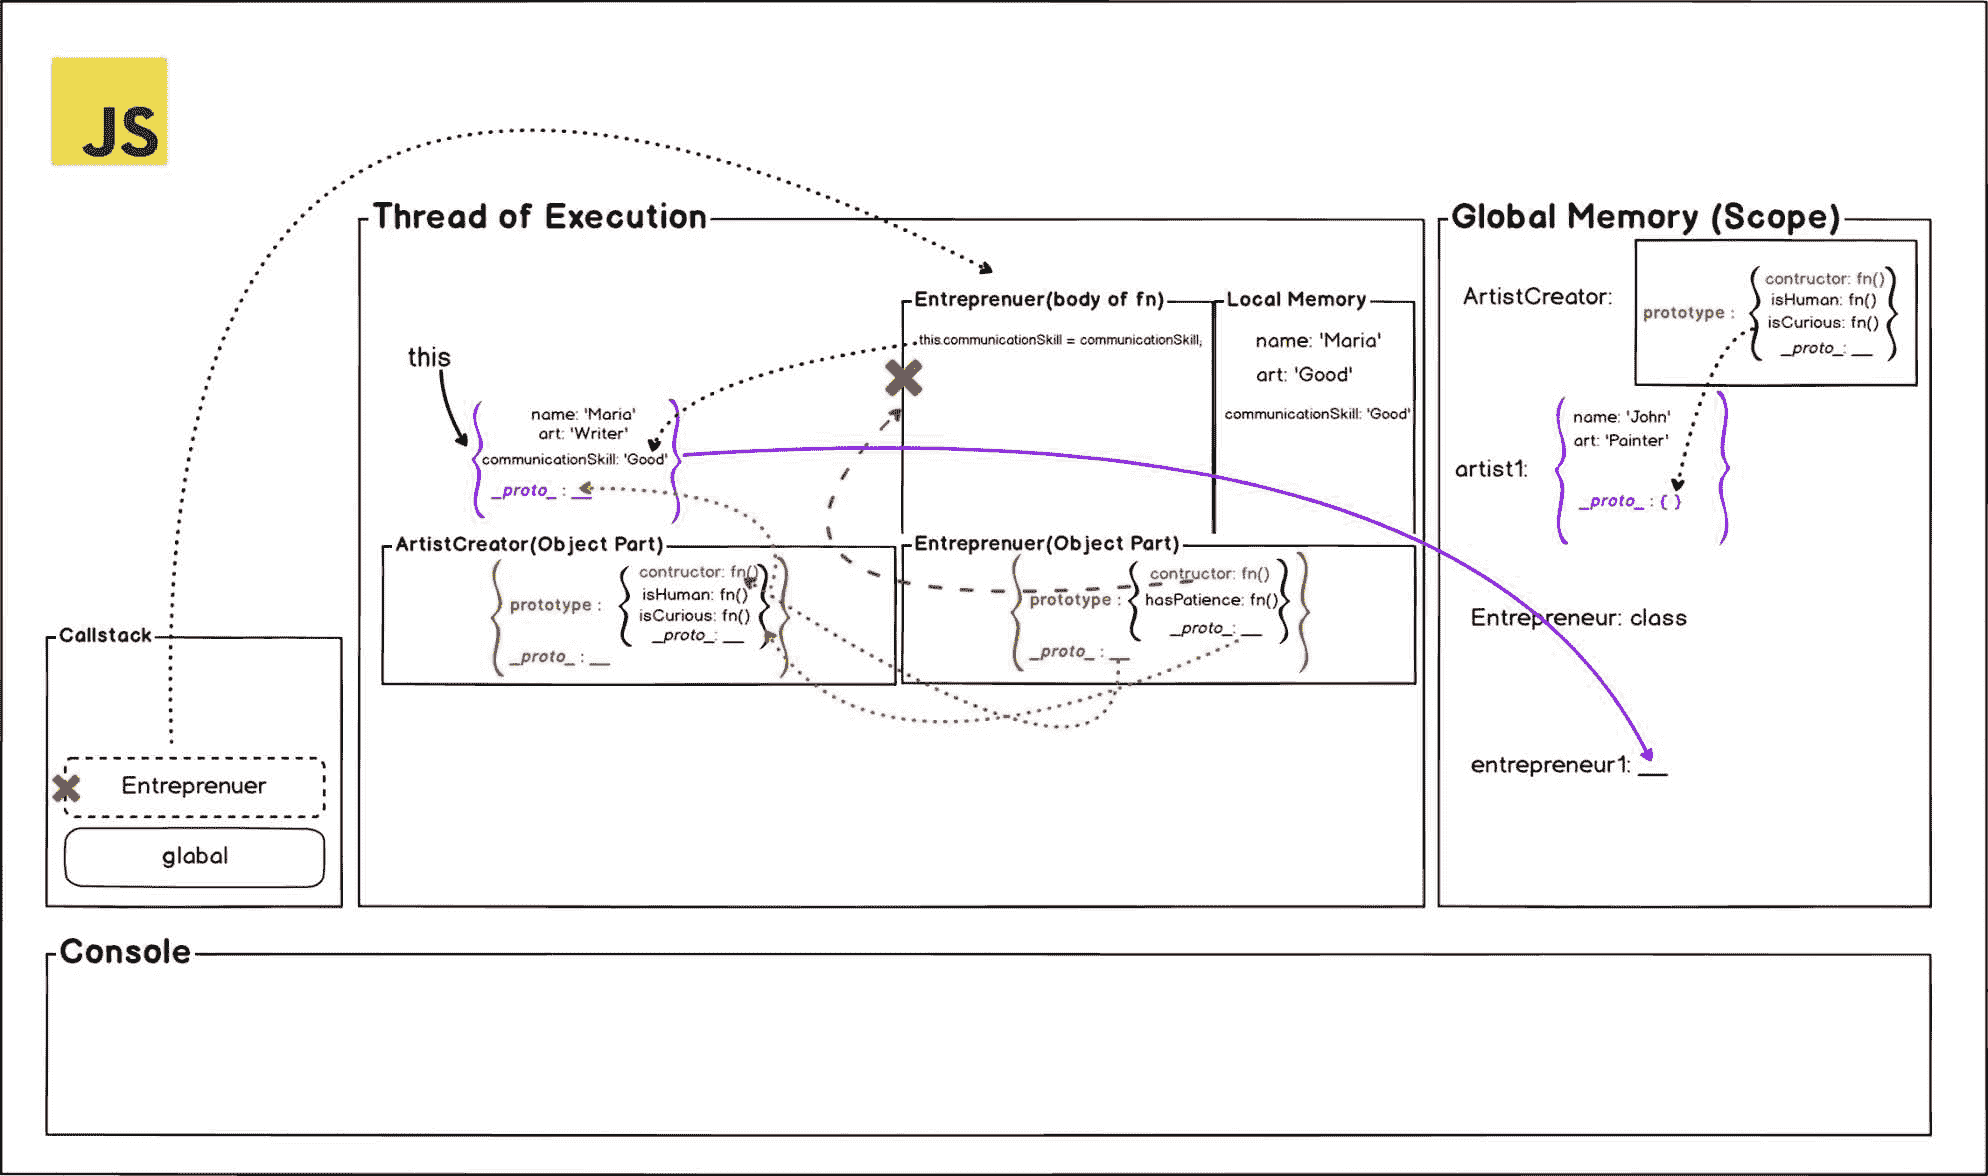 JS
Thread of Execution
Global Memory (Scope)
Entreprenuer(body of fn)
Local Memory
this.communicationSkill = communicationSkill;
name: 'Maria'
art: 'Good'
communicationSkill: 'Good'
this
name: 'Maria'
art: 'Writer'
communicationSkill: 'Good'
_proto_ : __
ArtistCreator(Object Part)
prototype :
contructor: fn()
isHuman: fn()
isCurious: fn()
_proto_: __
_proto_ : __
Entreprenuer(Object Part)
prototype :
contructor: fn()
hasPatience: fn()
_proto_: __
_proto_ : __
ArtistCreator:
prototype :
contructor: fn()
isHuman: fn()
isCurious: fn()
_proto_: __
artist1:
name: 'John'
art: 'Painter'
_proto_ : { }
Entrepreneur: class
entrepreneur1: __
Callstack
Entreprenuer
glabal
Console